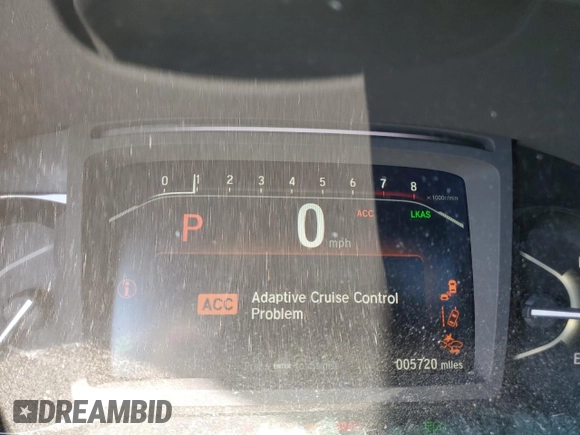 0 1 2 3 4 5 6 7 8
x1000r/min
P 0 mph ACC LKAS
ACC Adaptive Cruise Control
Problem
005720 miles
E
DREAMBID